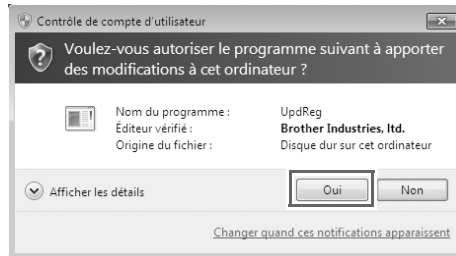 Contrôle de compte d'utilisateur
Voulez-vous autoriser le programme suivant à apporter
des modifications à cet ordinateur ?
Nom du programme : UpdReg
Éditeur vérifié : Brother Industries, ltd.
Origine du fichier : Disque dur sur cet ordinateur
Afficher les détails Oui Non
Changer quand ces notifications apparaissent